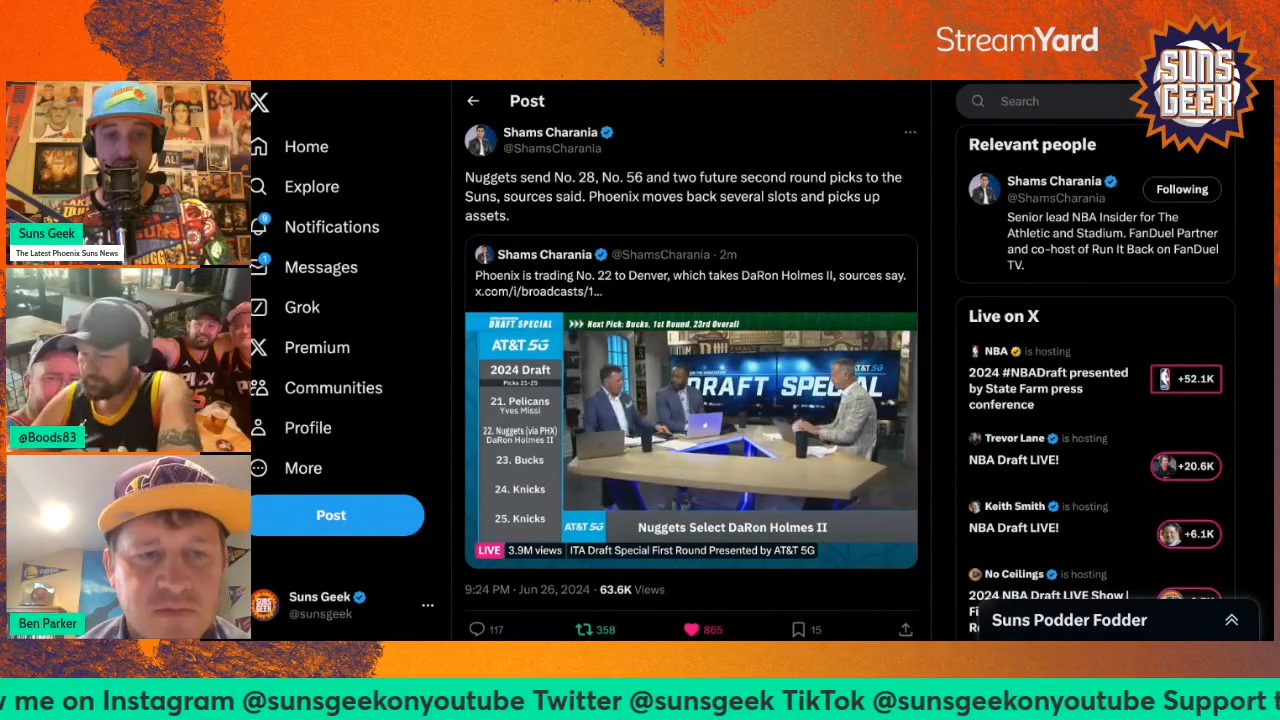 StreamYard
SUNS
GEEK
Suns Geek
The Latest Phoenix Suns News
@Boods83
Ben Parker
Home
Explore
9
Notifications
1
Messages
Grok
Premium
Communities
Profile
More
Post
Suns Geek
@sunsgeek
Post
Shams Charania
@ShamsCharania
Nuggets send No. 28, No. 56 and two future second round picks to the
Suns, sources said. Phoenix moves back several slots and picks up
assets.
Shams Charania @ShamsCharania · 2m
Phoenix is trading No. 22 to Denver, which takes DaRon Holmes II, sources say.
x.com/i/broadcasts/1...
DRAFT SPECIAL
Next Pick: Bucks, 1st Round, 23rd Overall
AT&T 5G
2024 Draft
Picks 21-25
21. Pelicans
Yves Missi
22. Nuggets (via PHX)
DaRon Holmes II
23. Bucks
24. Knicks
25. Knicks
DRAFT SPECIAL
AT&T 5G
AT&T 5G
Nuggets Select DaRon Holmes II
LIVE 3.9M views ITA Draft Special First Round Presented by AT&T 5G
9:24 PM · Jun 26, 2024 · 63.6K Views
117 358 865 15
Search
Relevant people
Shams Charania
@ShamsCharania
Following
Senior lead NBA Insider for The
Athletic and Stadium. FanDuel Partner
and co-host of Run It Back on FanDuel
TV.
Live on X
NBA is hosting
2024 #NBADraft presented
by State Farm press
conference
+52.1K
Trevor Lane is hosting
NBA Draft LIVE!
+20.6K
Keith Smith is hosting
NBA Draft LIVE!
+6.1K
No Ceilings is hosting
2024 NBA Draft LIVE Show |
Suns Podder Fodder
me on Instagram @sunsgeekonyoutube Twitter @sunsgeek TikTok @sunsgeekonyoutube Support